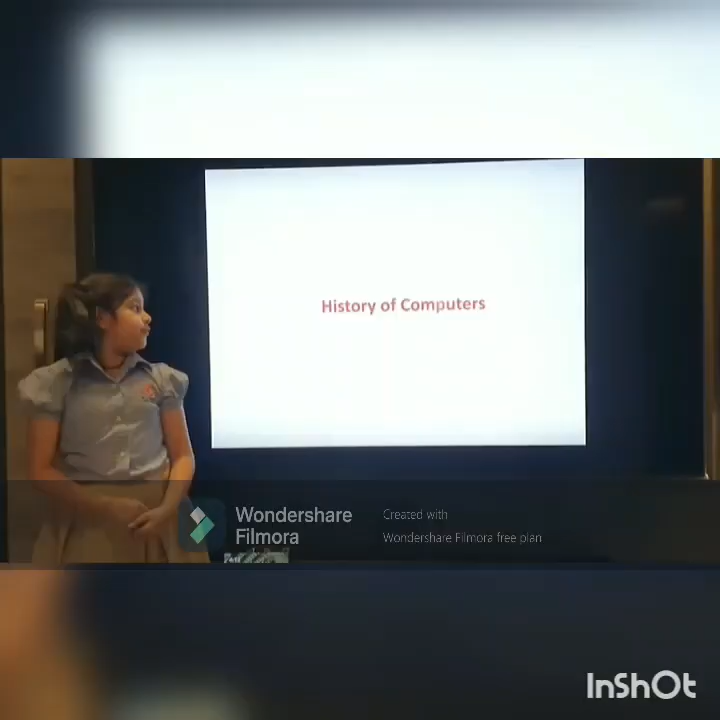 History of Computers
Wondershare
Filmora
Created with
Wondershare Filmora free plan
InShOt